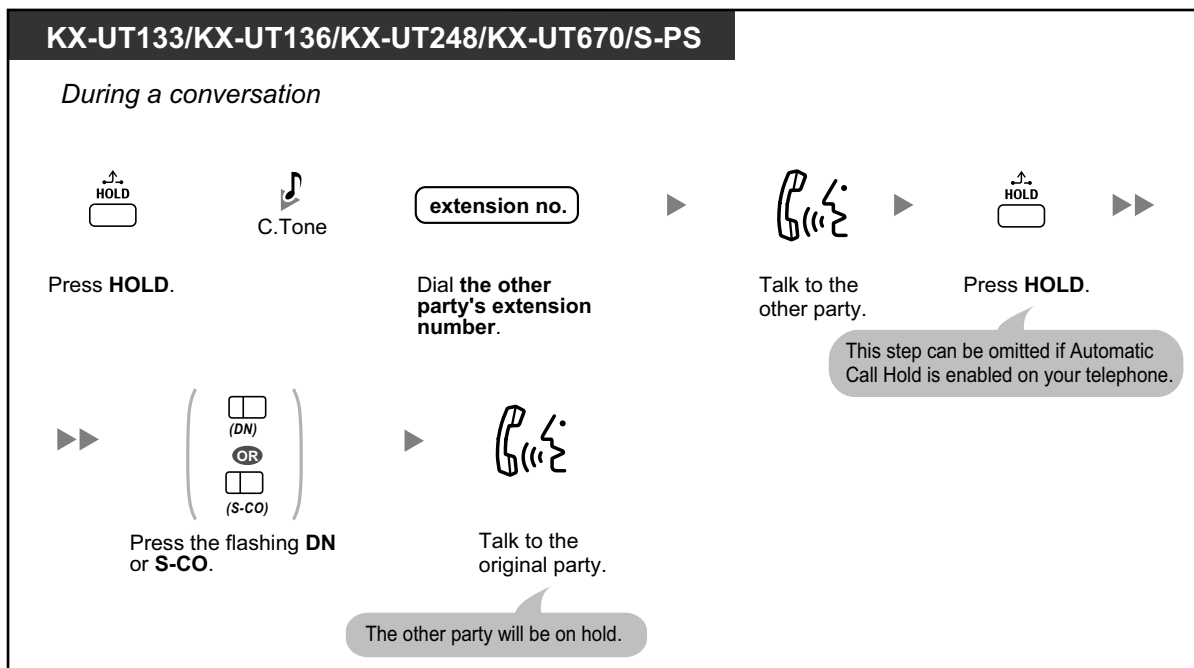 KX-UT133/KX-UT136/KX-UT248/KX-UT670/S-PS
During a conversation
HOLD
C.Tone
extension no.
HOLD
Press HOLD.
Dial the other
party's extension
number.
Talk to the
other party.
Press HOLD.
This step can be omitted if Automatic
Call Hold is enabled on your telephone.
(DN)
OR
(S-CO)
Press the flashing DN
or S-CO.
Talk to the
original party.
The other party will be on hold.